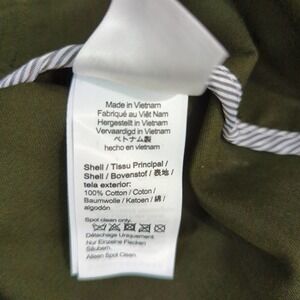 Made in Vietnam
Fabriqué au Viêt Nam
Hergestellt in Vietnam
Vervaardigd in Vietnam
ベトナム製
hecho en vietnam
Shell / Tissu Principal /
Shell / Bovenstof / 表地 /
tela exterior:
100% Cotton / Coton /
Baumwolle / Katoen / 綿 /
algodón
Spot clean only.
Détachage Uniquement.
Nur Einzelne Flecken
Säubern.
Alleen Spot Clean.